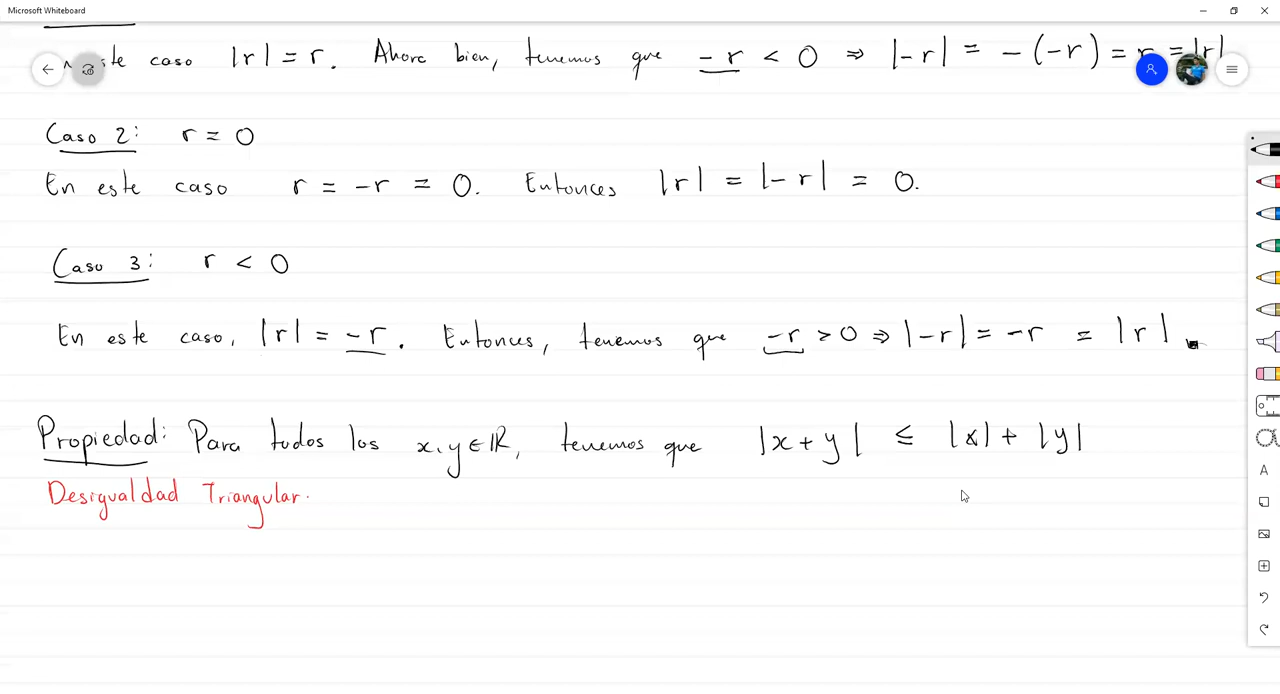 Microsoft Whiteboard
este caso |r| = r. Ahora bien, tenemos que -r < 0 ⇒ |-r| = -(-r) = r = |r|
Caso 2: r = 0
En este caso r = -r = 0. Entonces |r| = |-r| = 0.
Caso 3: r < 0
En este caso, |r| = -r. Entonces, tenemos que -r > 0 ⇒ |-r| = -r = |r|.
Propiedad: Para todos los x, y ∈ ℝ, tenemos que |x + y| ≤ |x| + |y|
Desigualdad Triangular.